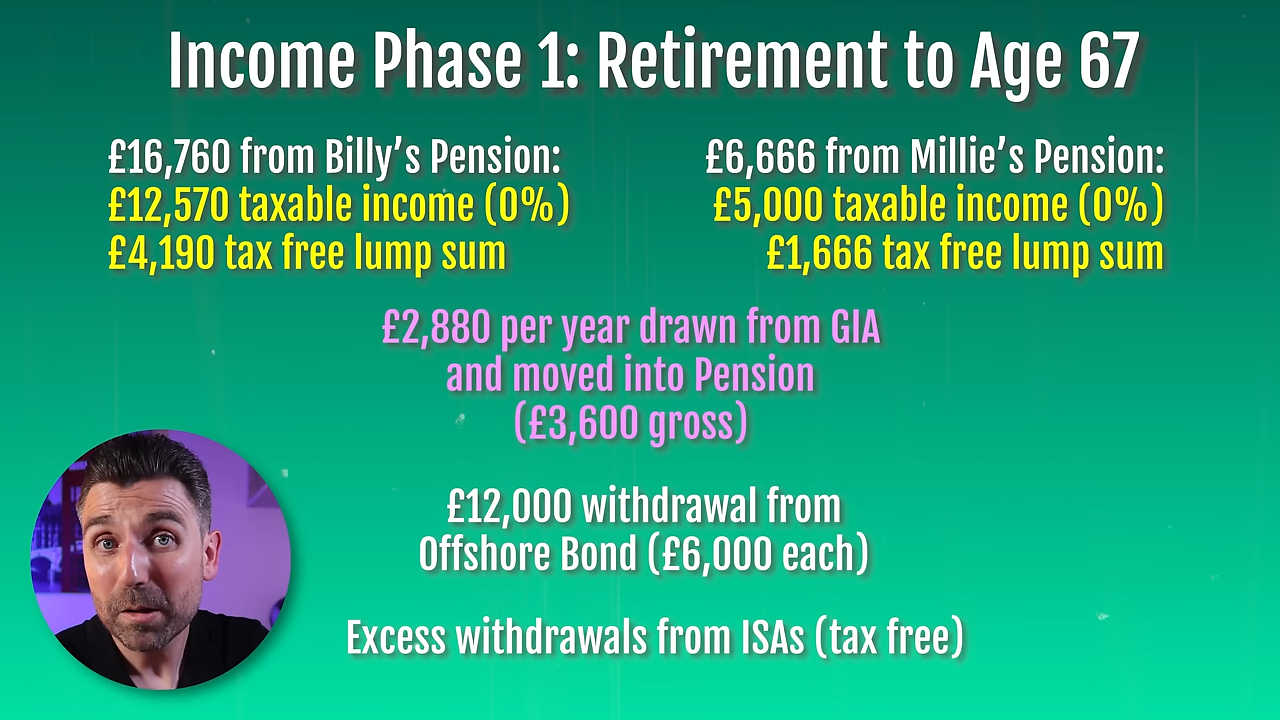 Income Phase 1: Retirement to Age 67
£16,760 from Billy’s Pension:
£12,570 taxable income (0%)
£4,190 tax free lump sum
£6,666 from Millie’s Pension:
£5,000 taxable income (0%)
£1,666 tax free lump sum
£2,880 per year drawn from GIA
and moved into Pension
(£3,600 gross)
£12,000 withdrawal from
Offshore Bond (£6,000 each)
Excess withdrawals from ISAs (tax free)